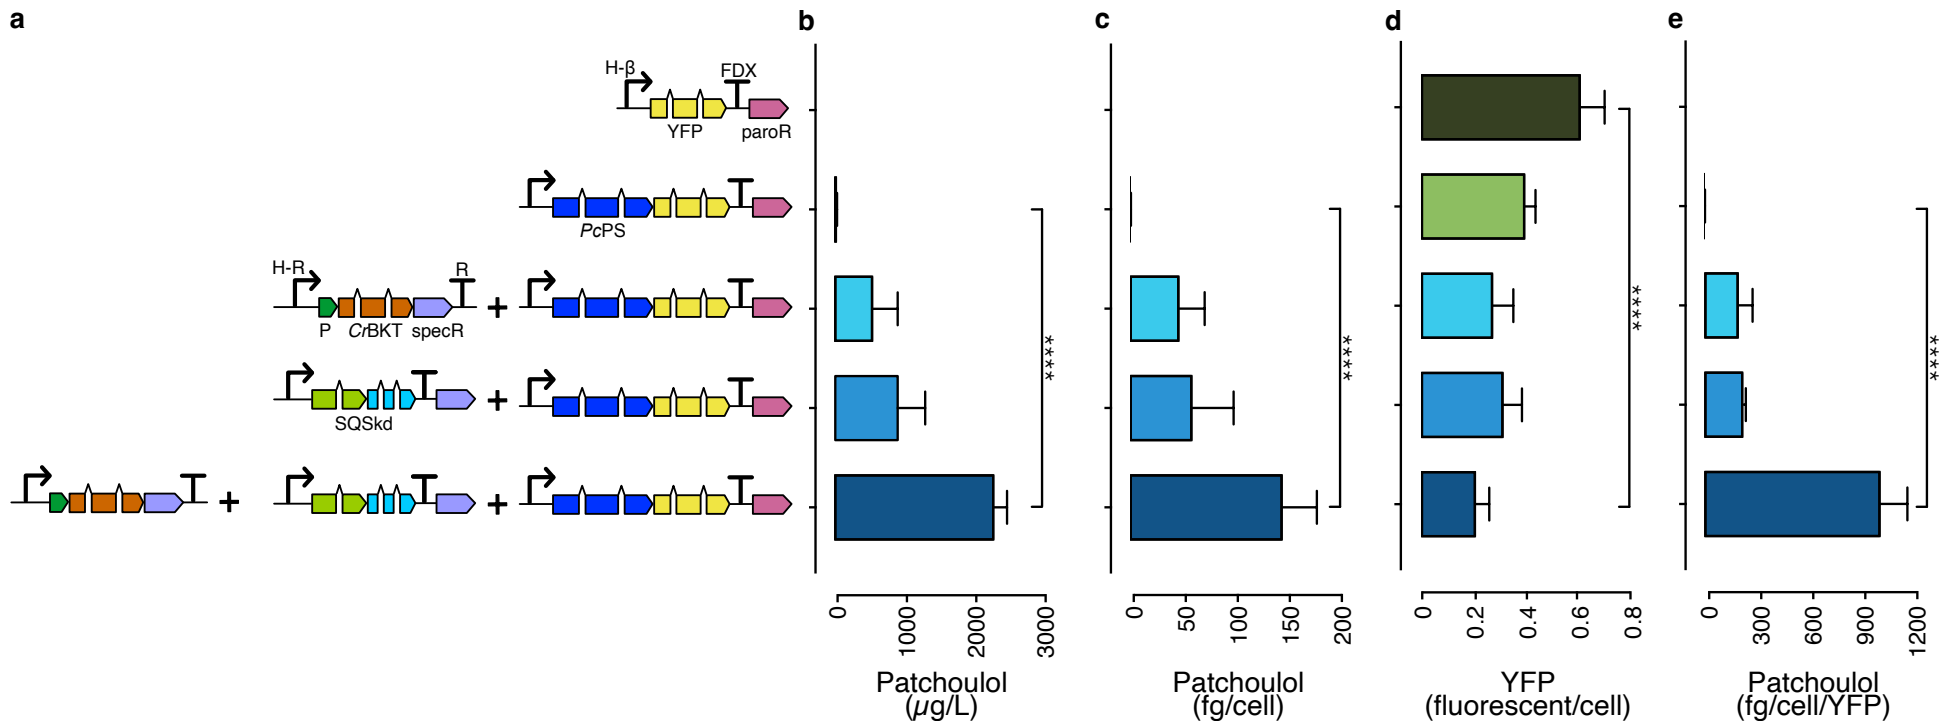 a
b
c
d
e
H-β
FDX
YFP
paroR
PcPS
H-R
R
P
CrBKT
specR
+
SQSkd
+
+
+
****
****
****
****
0
1000
2000
3000
Patchoulol
(µg/L)
0
50
100
150
200
Patchoulol
(fg/cell)
0
0.2
0.4
0.6
0.8
YFP
(fluorescent/cell)
0
300
600
900
1200
Patchoulol
(fg/cell/YFP)